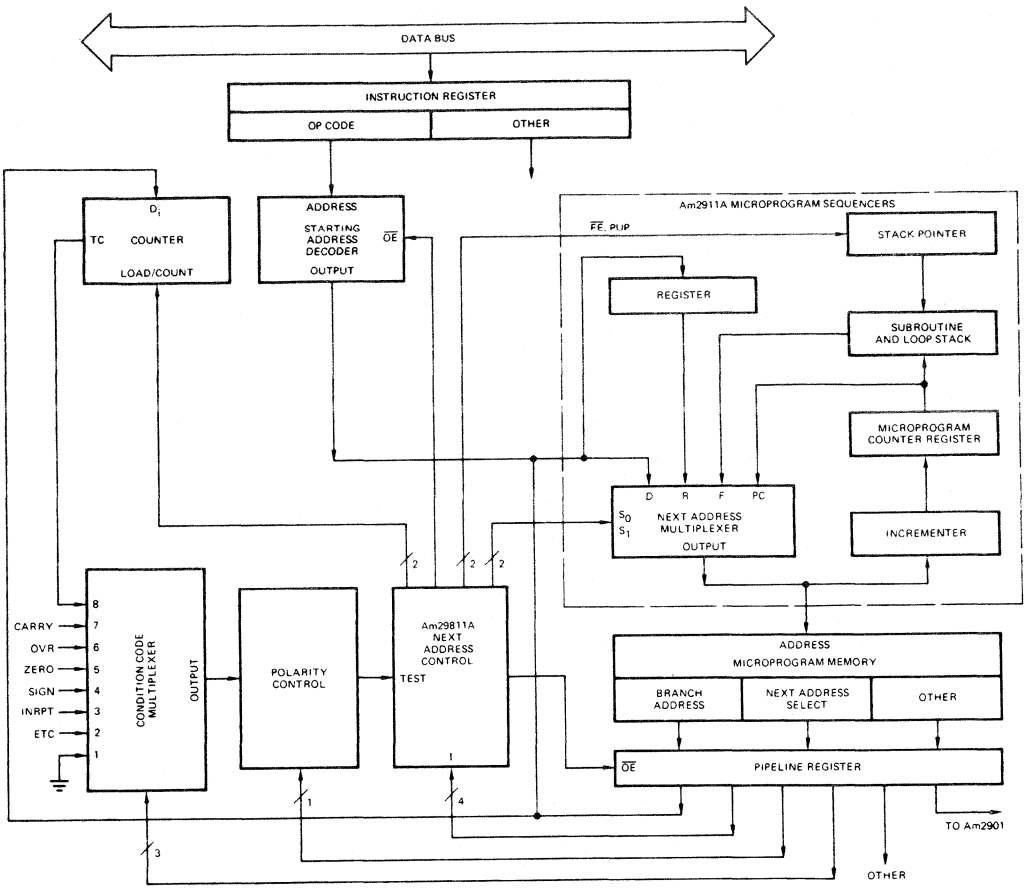 DATA BUS
INSTRUCTION REGISTER
OP CODE
OTHER
Di
TC
COUNTER
LOAD/COUNT
ADDRESS
STARTING
ADDRESS
DECODER
OE
OUTPUT
Am2911A MICROPROGRAM SEQUENCERS
FE, PUP
STACK POINTER
REGISTER
SUBROUTINE
AND LOOP STACK
MICROPROGRAM
COUNTER REGISTER
D R F PC
S0
S1
NEXT ADDRESS
MULTIPLEXER
OUTPUT
INCREMENTER
2
2
2
CARRY
OVR
ZERO
SIGN
INRPT
ETC
8
7
6
5
4
3
2
1
CONDITION CODE
MULTIPLEXER
OUTPUT
POLARITY
CONTROL
Am29811A
NEXT
ADDRESS
CONTROL
TEST
I
ADDRESS
MICROPROGRAM MEMORY
BRANCH
ADDRESS
NEXT ADDRESS
SELECT
OTHER
OE
PIPELINE REGISTER
1
4
3
TO Am2901
OTHER